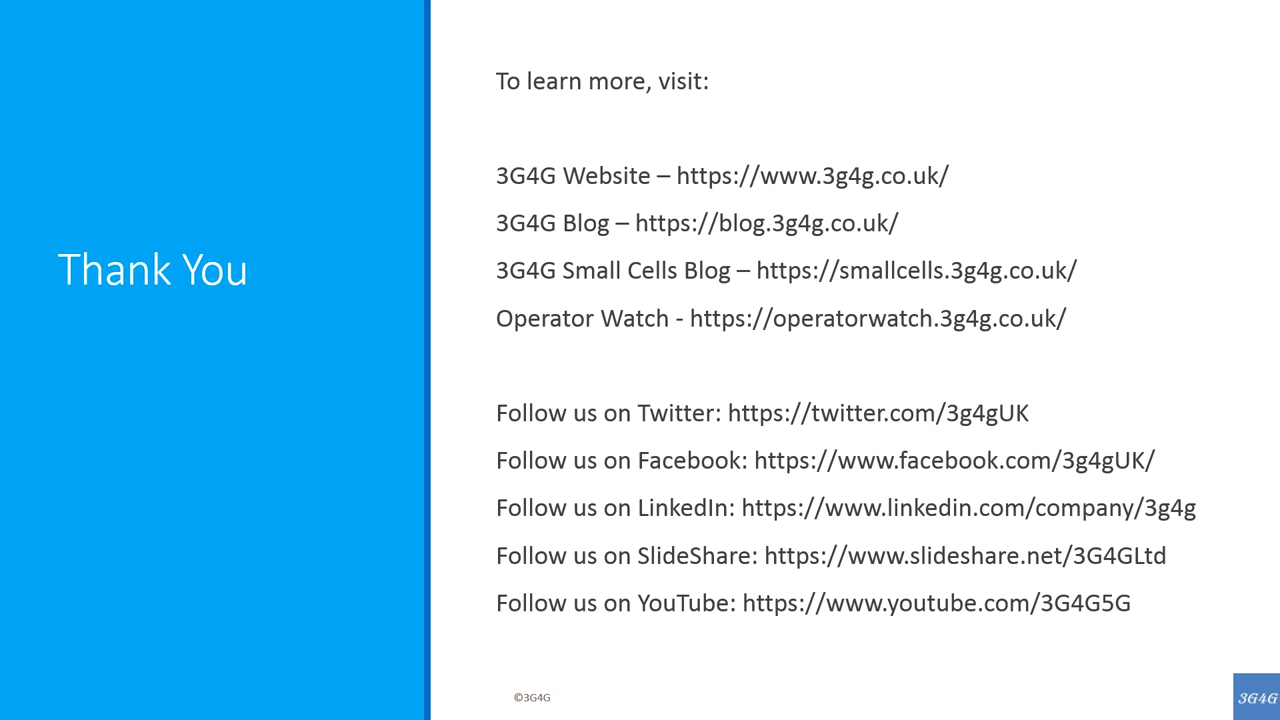 Thank You
To learn more, visit:
3G4G Website – https://www.3g4g.co.uk/
3G4G Blog – https://blog.3g4g.co.uk/
3G4G Small Cells Blog – https://smallcells.3g4g.co.uk/
Operator Watch - https://operatorwatch.3g4g.co.uk/
Follow us on Twitter: https://twitter.com/3g4gUK
Follow us on Facebook: https://www.facebook.com/3g4gUK/
Follow us on LinkedIn: https://www.linkedin.com/company/3g4g
Follow us on SlideShare: https://www.slideshare.net/3G4GLtd
Follow us on YouTube: https://www.youtube.com/3G4G5G
©3G4G
3G4G